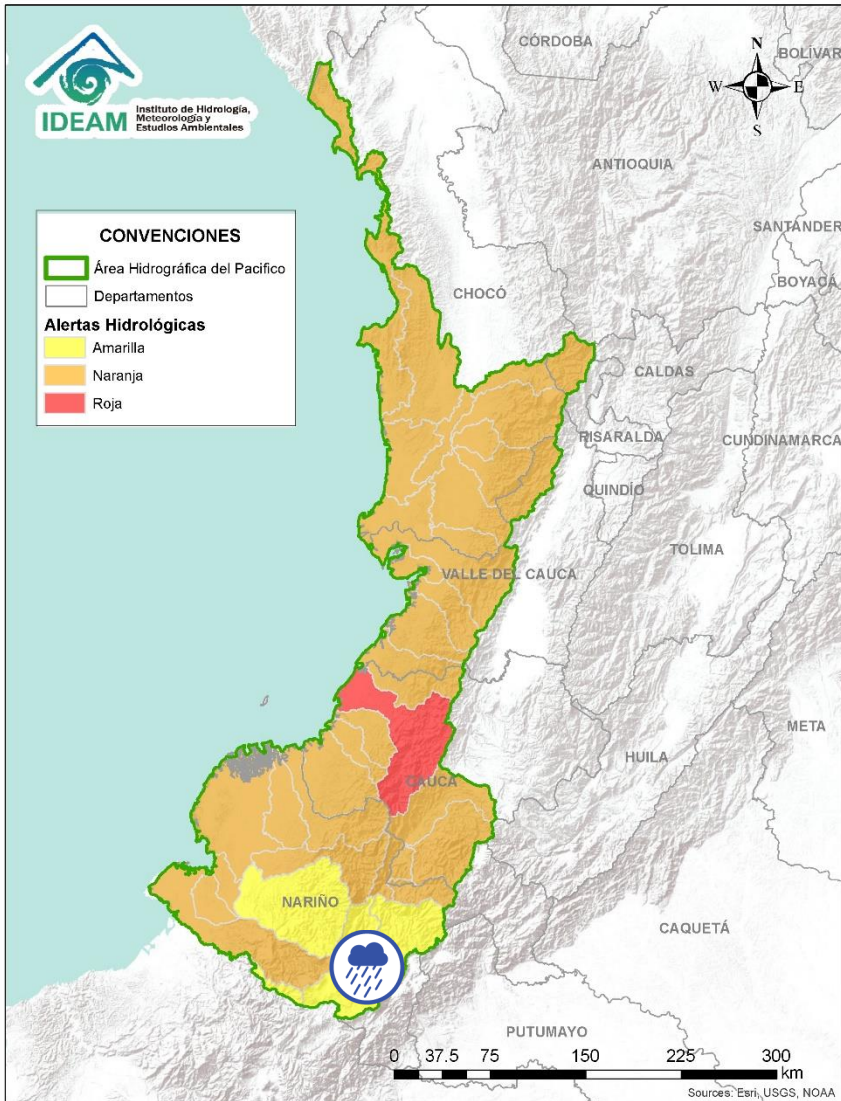 IDEAM
Instituto de Hidrología,
Meteorología y
Estudios Ambientales
CÓRDOBA
BOLÍVAR
N
W E
S
ANTIOQUIA
SANTANDER
CONVENCIONES
Área Hidrográfica del Pacifico
Departamentos
Alertas Hidrológicas
Amarilla
Naranja
Roja
BOYACÁ
CHOCÓ
CALDAS
RISARALDA
CUNDINAMARCA
QUINDÍO
TOLIMA
VALLE DEL CAUCA
META
HUILA
CAUCA
NARIÑO
CAQUETÁ
PUTUMAYO
0 37.5 75 150 225 300
km
Sources: Esri, USGS, NOAA